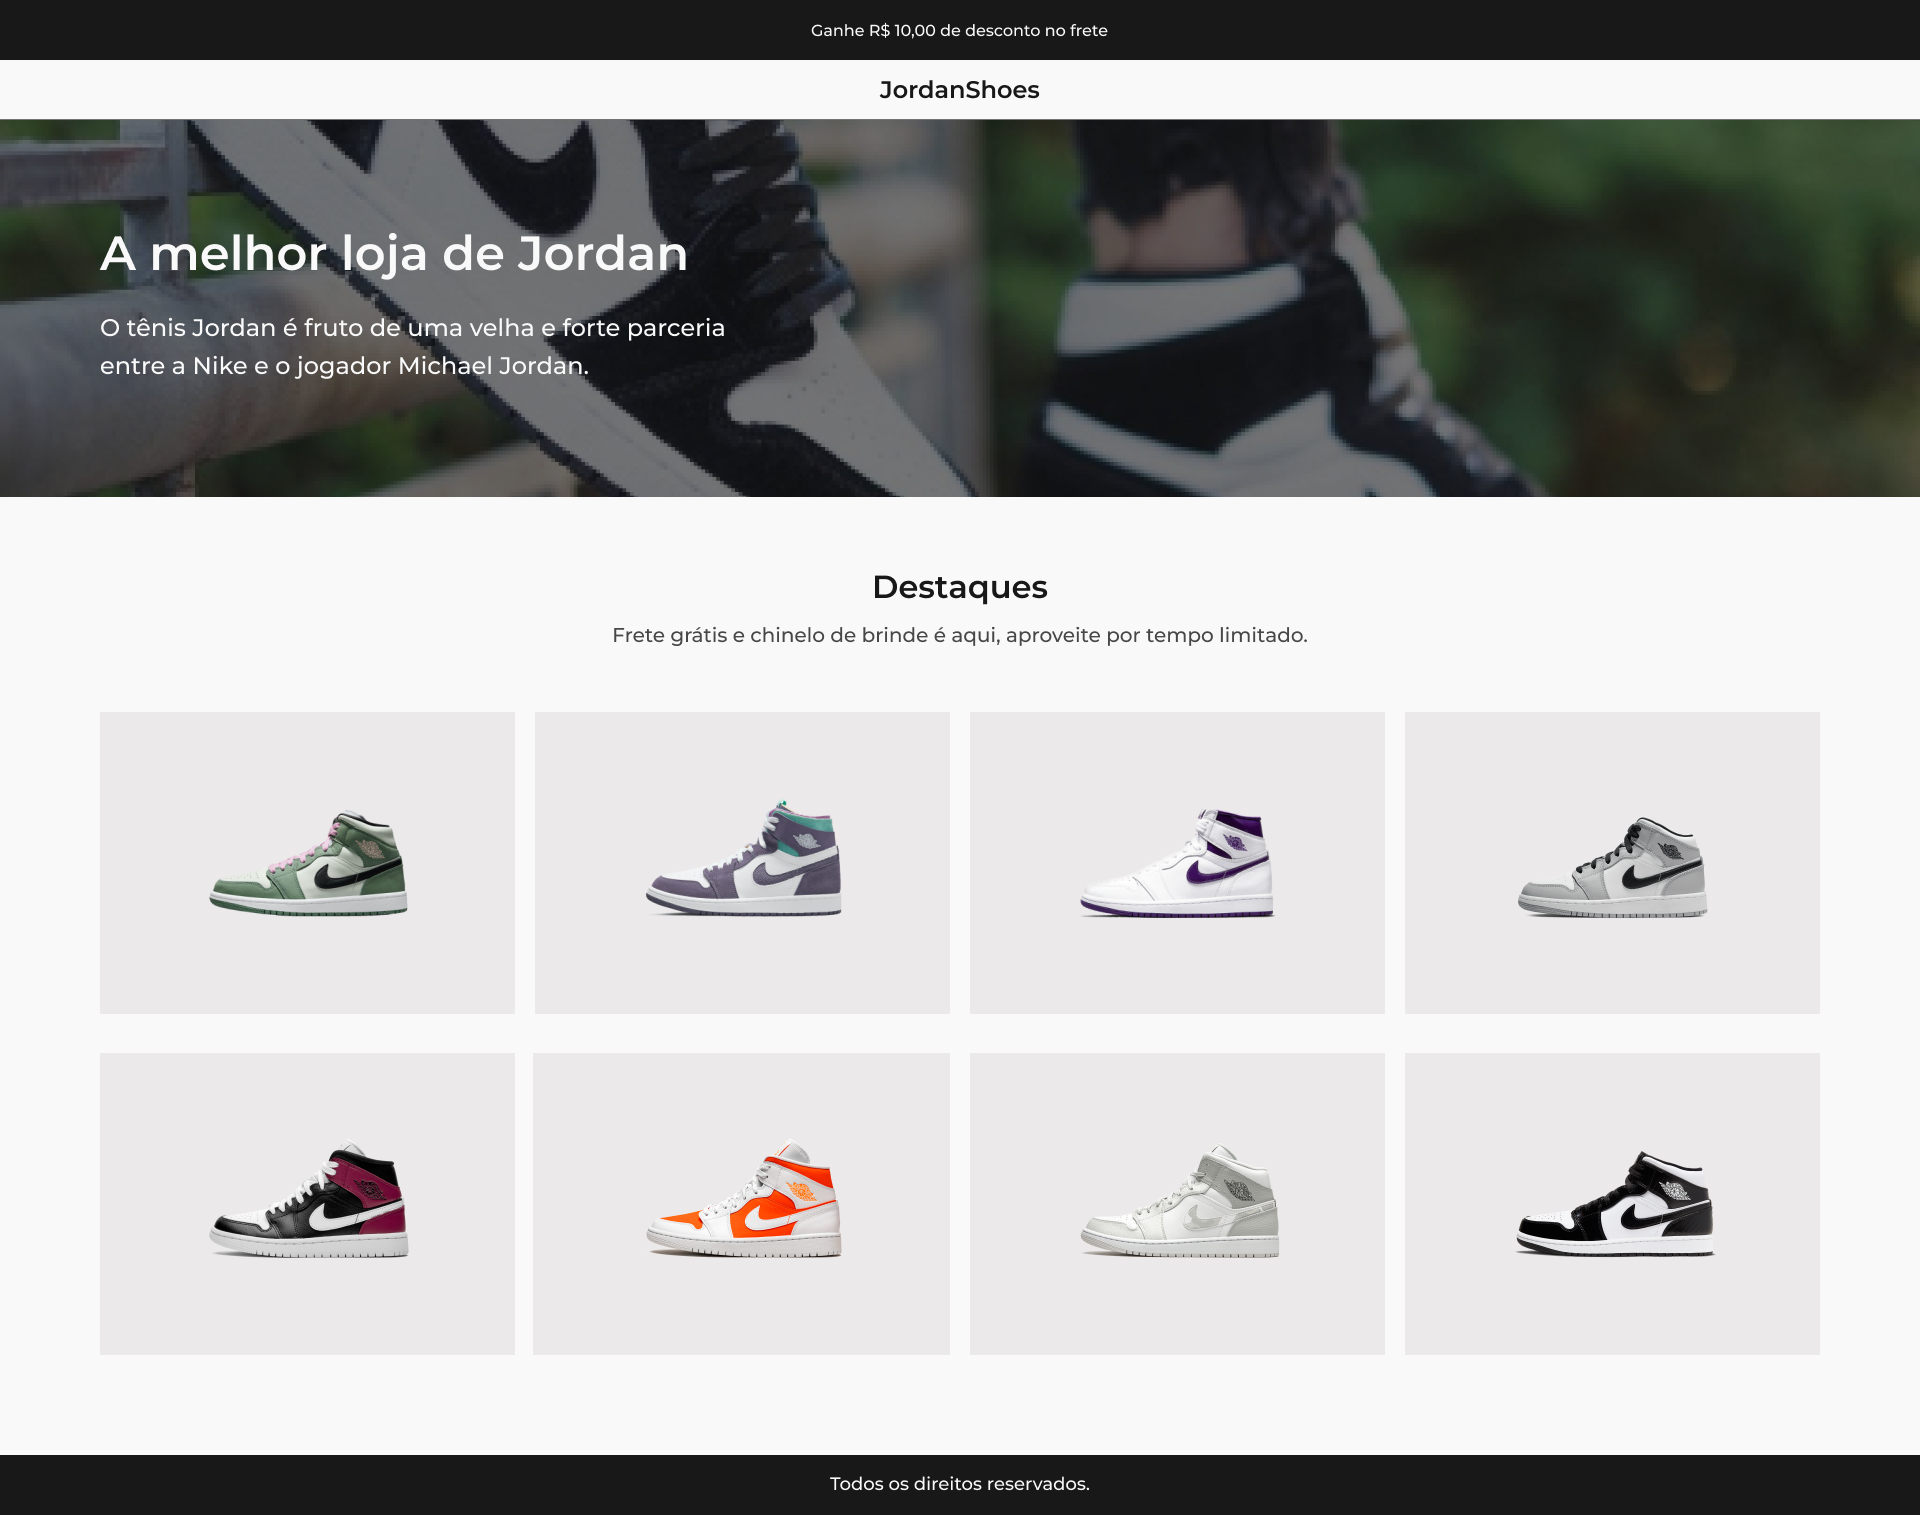 Ganhe R$ 10,00 de desconto no frete
JordanShoes
A melhor loja de Jordan
O tênis Jordan é fruto de uma velha e forte parceria
entre a Nike e o jogador Michael Jordan.
Destaques
Frete grátis e chinelo de brinde é aqui, aproveite por tempo limitado.
Todos os direitos reservados.